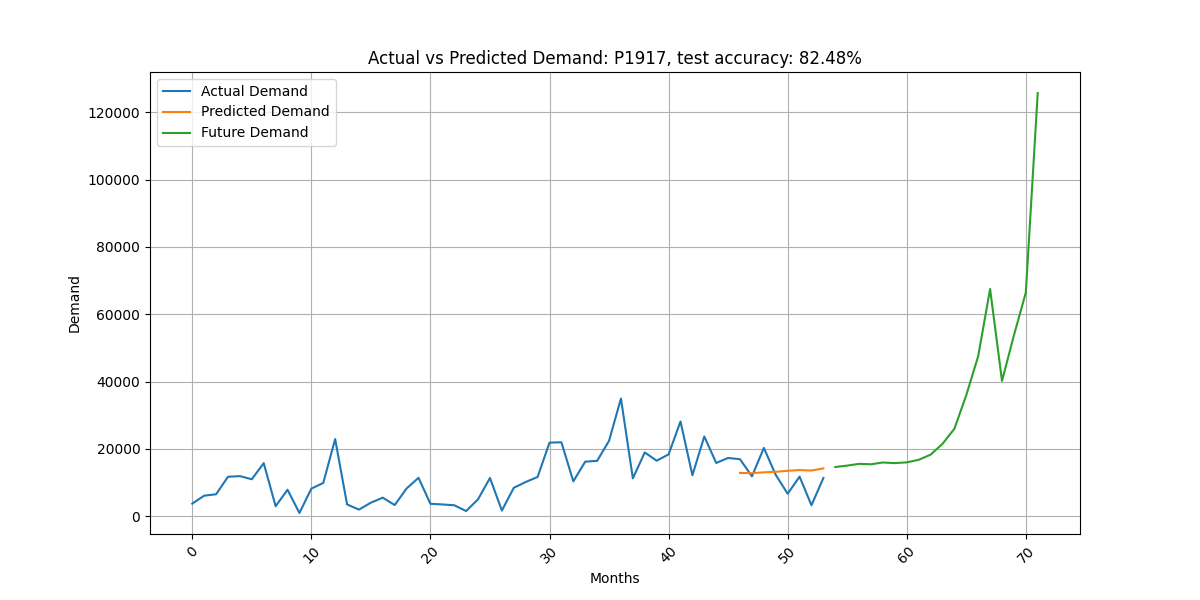 Actual vs Predicted Demand: P1917, test accuracy: 82.48%
Actual Demand
Predicted Demand
Future Demand
120000
100000
80000
60000
40000
20000
0
Demand
0 10 20 30 40 50 60 70
Months